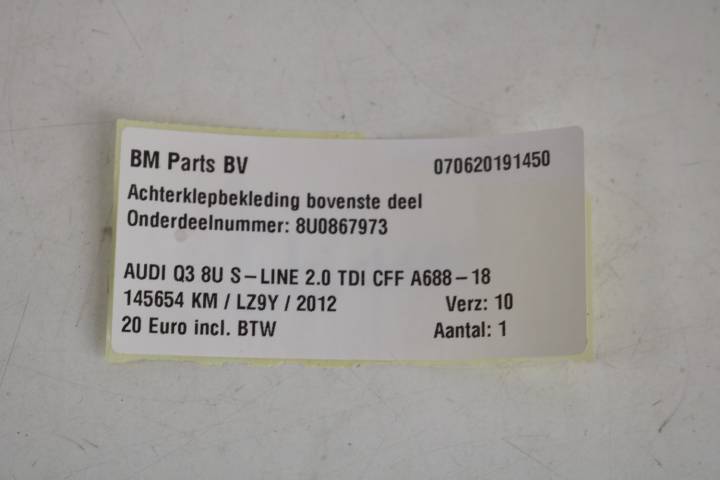 BM Parts BV 070620191450
Achterklepbekleding bovenste deel
Onderdeelnummer: 8U0867973
AUDI Q3 8U S-LINE 2.0 TDI CFF A688-18
145654 KM / LZ9Y / 2012 Verz: 10
20 Euro incl. BTW Aantal: 1